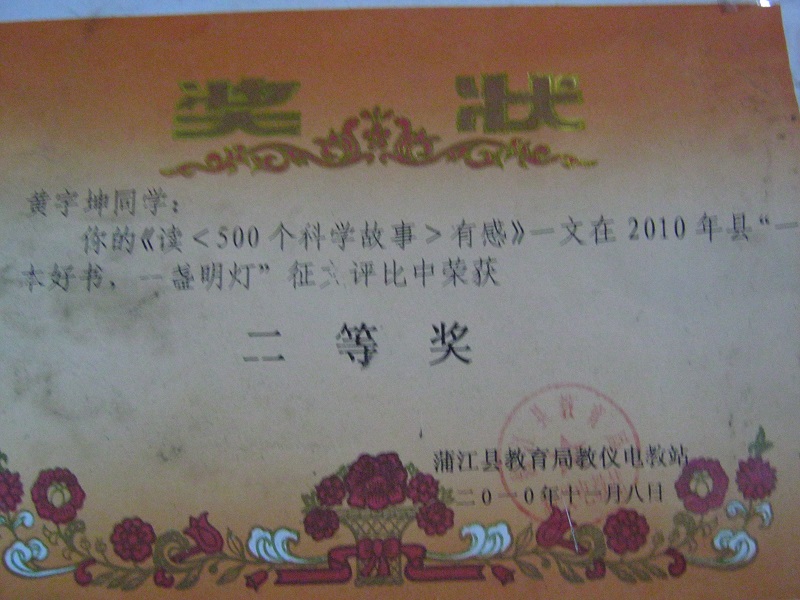 奖状
黄宇坤同学：
你的《读<500个科学故事>有感》一文在2010年县“一
本好书，一盏明灯”征文评比中荣获
二等奖
蒲江县教育局教仪电教站
二0一0年十一月八日